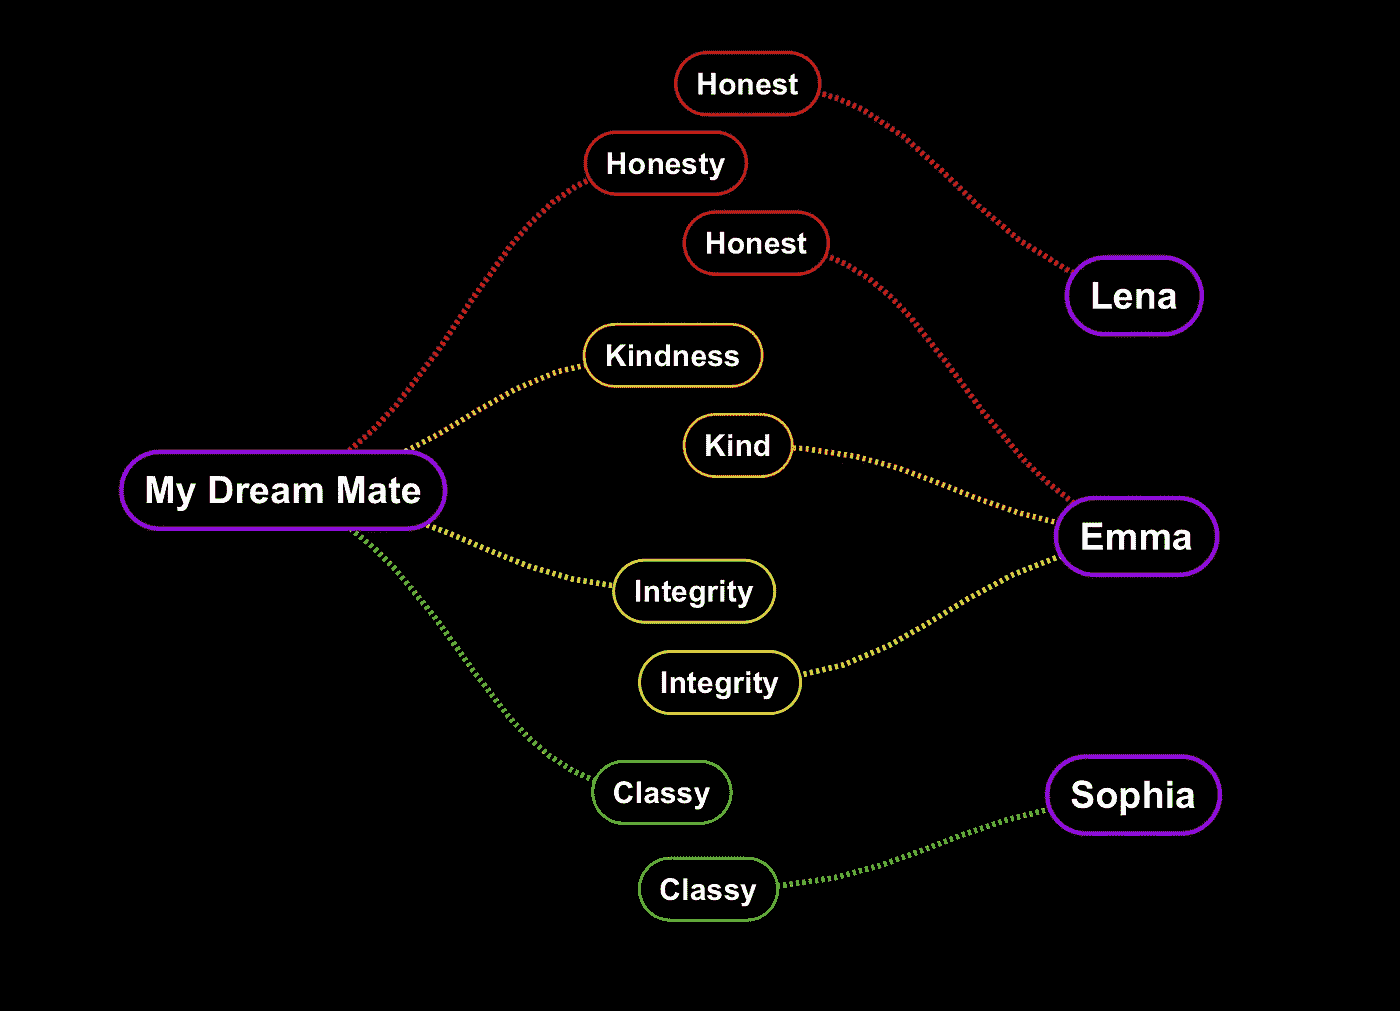 Honest
Honesty
Honest
Lena
Kindness
Kind
My Dream Mate
Emma
Integrity
Integrity
Classy
Sophia
Classy